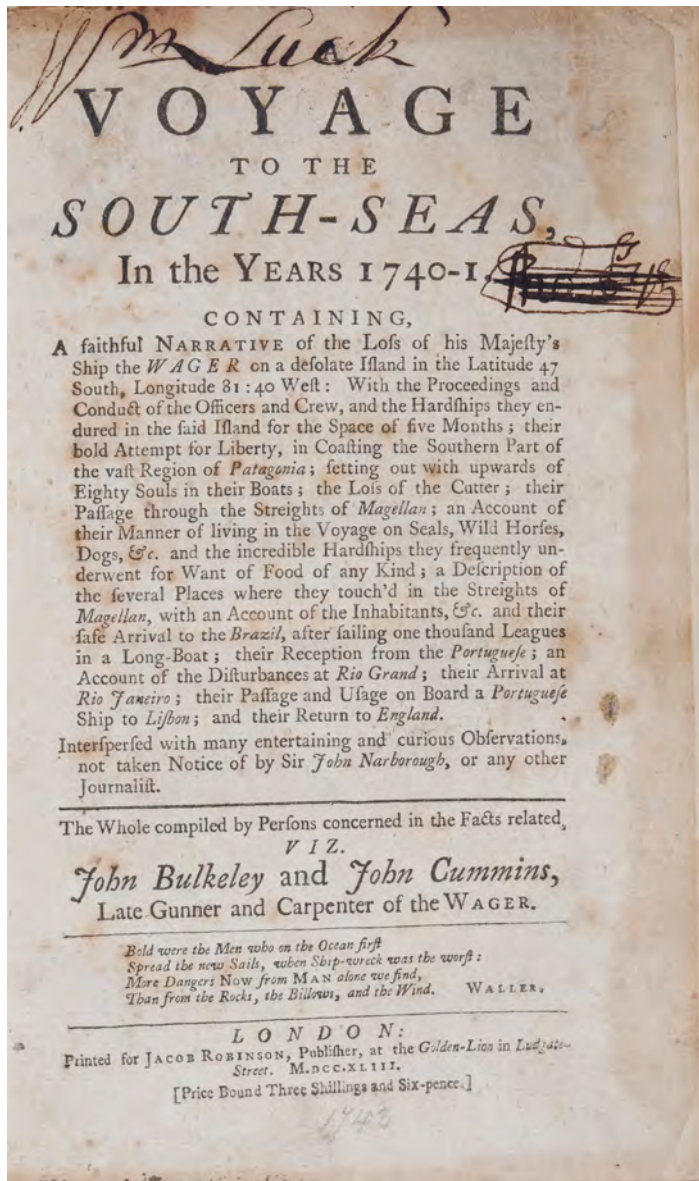 Wm Luck
A
VOYAGE
TO THE
SOUTH-SEAS,
In the YEARS 1740-1.
CONTAINING,
A faithful NARRATIVE of the Loſs of his Majeſty's
Ship the WAGER on a deſolate Iſland in the Latitude 47
South, Longitude 81 : 40 Weſt : With the Proceedings and
Conduct of the Officers and Crew, and the Hardſhips they en-
dured in the ſaid Iſland for the Space of five Months ; their
bold Attempt for Liberty, in Coaſting the Southern Part of
the vaſt Region of Patagonia ; ſetting out with upwards of
Eighty Souls in their Boats ; the Loſs of the Cutter ; their
Paſſage through the Streights of Magellan ; an Account of
their Manner of living in the Voyage on Seals, Wild Horſes,
Dogs, &c. and the incredible Hardſhips they frequently un-
derwent for Want of Food of any Kind ; a Deſcription of
the ſeveral Places where they touch'd in the Streights of
Magellan, with an Account of the Inhabitants, &c. and their
ſafe Arrival to the Brazil, after ſailing one thouſand Leagues
in a Long-Boat ; their Reception from the Portugueſe ; an
Account of the Diſturbances at Rio Grand ; their Arrival at
Rio Janeiro ; their Paſſage and Uſage on Board a Portugueſe
Ship to Liſbon ; and their Return to England.
Interſperſed with many entertaining and curious Obſervations,
not taken Notice of by Sir John Narborough, or any other
Journaliſt.
The Whole compiled by Perſons concerned in the Facts related,
VIZ.
John Bulkeley and John Cummins,
Late Gunner and Carpenter of the WAGER.
Bold were the Men who on the Ocean firſt
Spread the new Sails, when Ship-wreck was the worſt :
More Dangers NOW from MAN alone we find,
Than from the Rocks, the Billows, and the Wind. WALLER.
LONDON:
Printed for JACOB ROBINSON, Publiſher, at the Golden-Lion in Ludgate-
Street. M.DCC.XLIII.
[Price Bound Three Shillings and Six-pence.]
1743